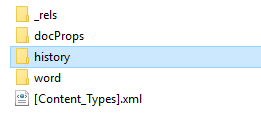 _rels
docProps
history
word
[Content_Types].xml